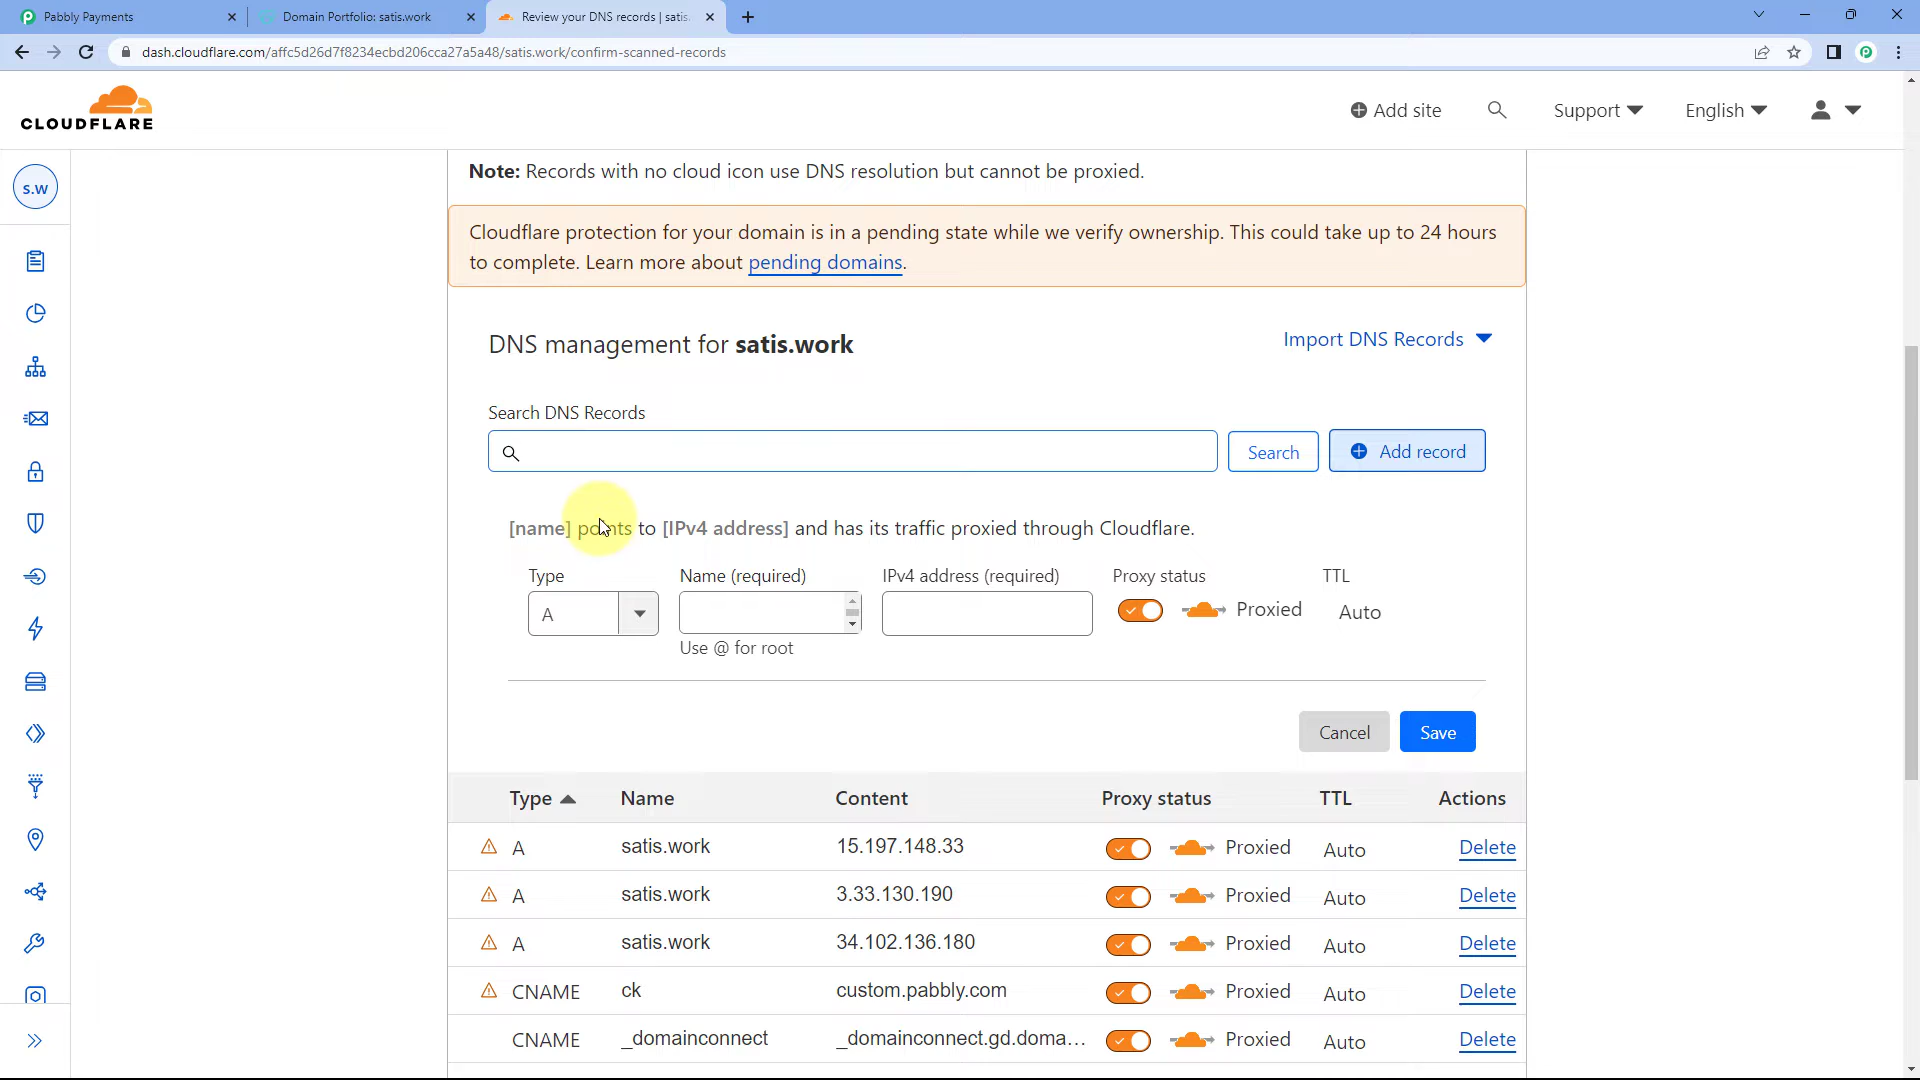 Pabbly Payments
Domain Portfolio: satis.work
Review your DNS records | satis.
dash.cloudflare.com/affc5d26d7f8234ecbd206cca27a5a48/satis.work/confirm-scanned-records
CLOUDFLARE
Add site
Support
English
S.W
Note: Records with no cloud icon use DNS resolution but cannot be proxied.
Cloudflare protection for your domain is in a pending state while we verify ownership. This could take up to 24 hours
to complete. Learn more about pending domains.
DNS management for satis.work
Import DNS Records
Search DNS Records
Search
Add record
[name] points to [IPv4 address] and has its traffic proxied through Cloudflare.
Type Name (required) IPv4 address (required) Proxy status TTL
A Proxied Auto
Use @ for root
Cancel Save
Type Name Content Proxy status TTL Actions
A satis.work 15.197.148.33 Proxied Auto Delete
A satis.work 3.33.130.190 Proxied Auto Delete
A satis.work 34.102.136.180 Proxied Auto Delete
CNAME ck custom.pabbly.com Proxied Auto Delete
CNAME _domainconnect _domainconnect.gd.doma... Proxied Auto Delete